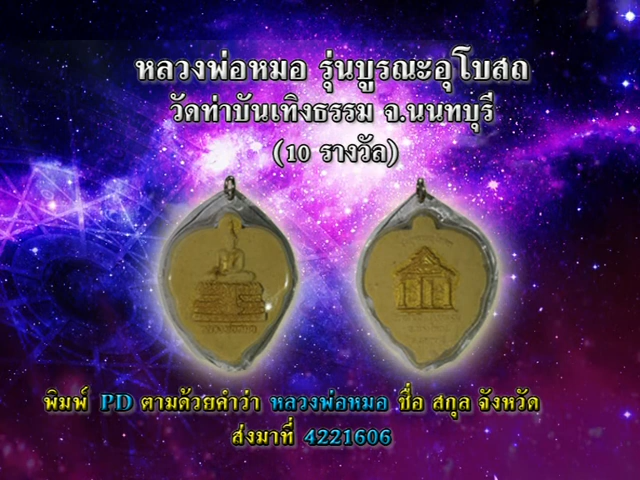 หลวงพ่อหมอ รุ่นบูรณะอุโบสถ
วัดท่าบันเทิงธรรม จ.นนทบุรี
(10 รางวัล)
พิมพ์ PD ตามด้วยคำว่า หลวงพ่อหมอ ชื่อ สกุล จังหวัด
ส่งมาที่ 4221606